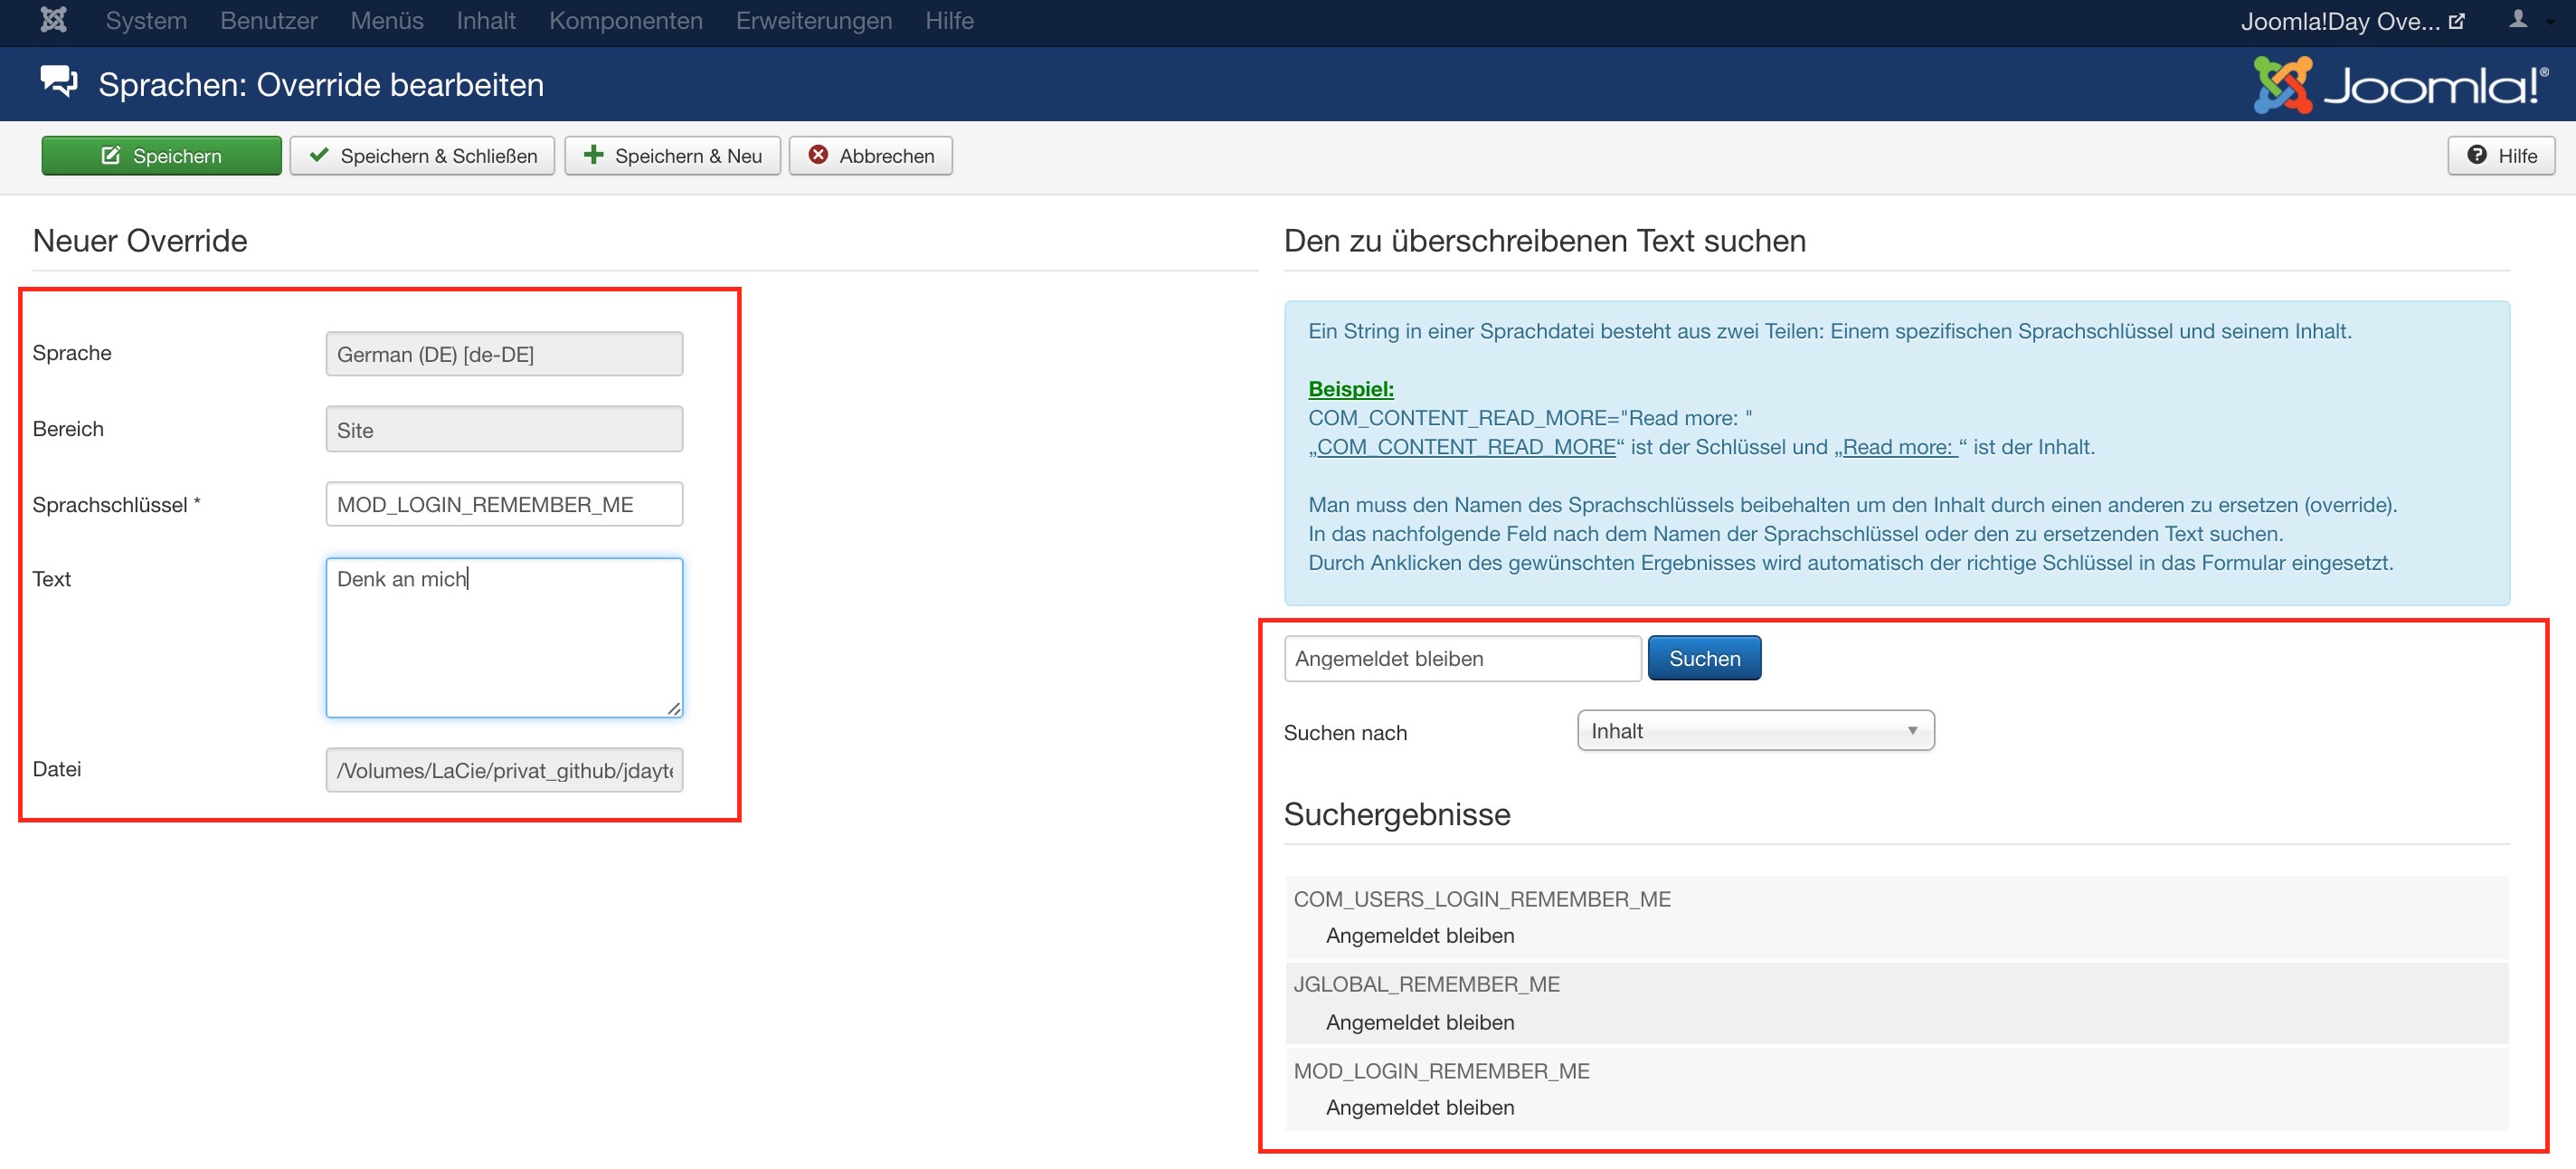 System Benutzer Menüs Inhalt Komponenten Erweiterungen Hilfe Joomla!Day Ove...
Sprachen: Override bearbeiten
Joomla!®
Speichern
Speichern & Schließen
Speichern & Neu
Abbrechen
Hilfe
Neuer Override
Sprache
German (DE) [de-DE]
Bereich
Site
Sprachschlüssel *
MOD_LOGIN_REMEMBER_ME
Text
Denk an mich
Datei
/Volumes/LaCie/privat_github/jdayte
Den zu überschreibenen Text suchen
Ein String in einer Sprachdatei besteht aus zwei Teilen: Einem spezifischen Sprachschlüssel und seinem Inhalt.
Beispiel:
COM_CONTENT_READ_MORE="Read more: "
„COM_CONTENT_READ_MORE“ ist der Schlüssel und „Read more: “ ist der Inhalt.
Man muss den Namen des Sprachschlüssels beibehalten um den Inhalt durch einen anderen zu ersetzen (override).
In das nachfolgende Feld nach dem Namen der Sprachschlüssel oder den zu ersetzenden Text suchen.
Durch Anklicken des gewünschten Ergebnisses wird automatisch der richtige Schlüssel in das Formular eingesetzt.
Angemeldet bleiben
Suchen
Suchen nach
Inhalt
Suchergebnisse
COM_USERS_LOGIN_REMEMBER_ME
Angemeldet bleiben
JGLOBAL_REMEMBER_ME
Angemeldet bleiben
MOD_LOGIN_REMEMBER_ME
Angemeldet bleiben